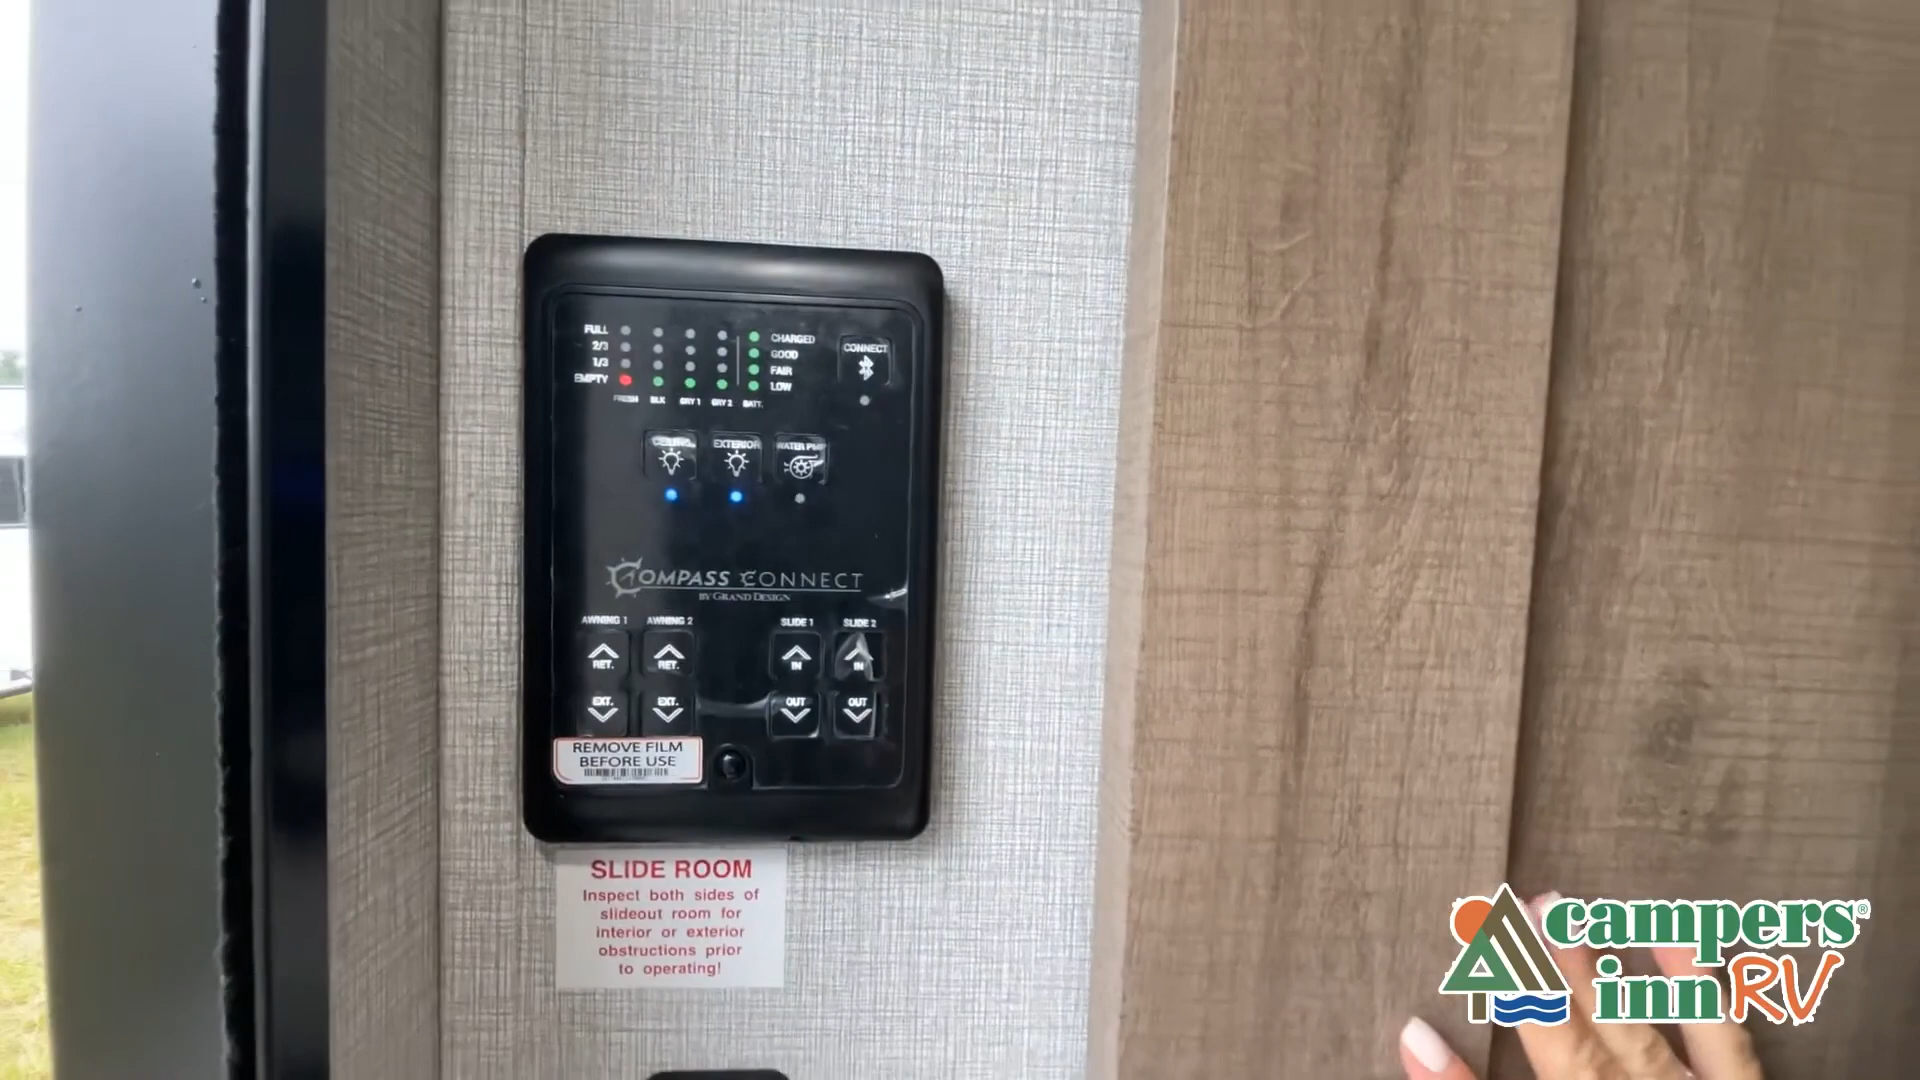 FULL
2/3
1/3
EMPTY
FRESH BLK GRY 1 GRY 2 BATT.
CHARGED
GOOD
FAIR
LOW
CONNECT
CEILING
EXTERIOR
WATER PMP
COMPASS CONNECT
BY GRAND DESIGN
AWNING 1 AWNING 2 SLIDE 1 SLIDE 2
RET. RET. IN IN
EXT. EXT. OUT OUT
REMOVE FILM
BEFORE USE
SLIDE ROOM
Inspect both sides of
slideout room for
interior or exterior
obstructions prior
to operating!
campers®
inn RV